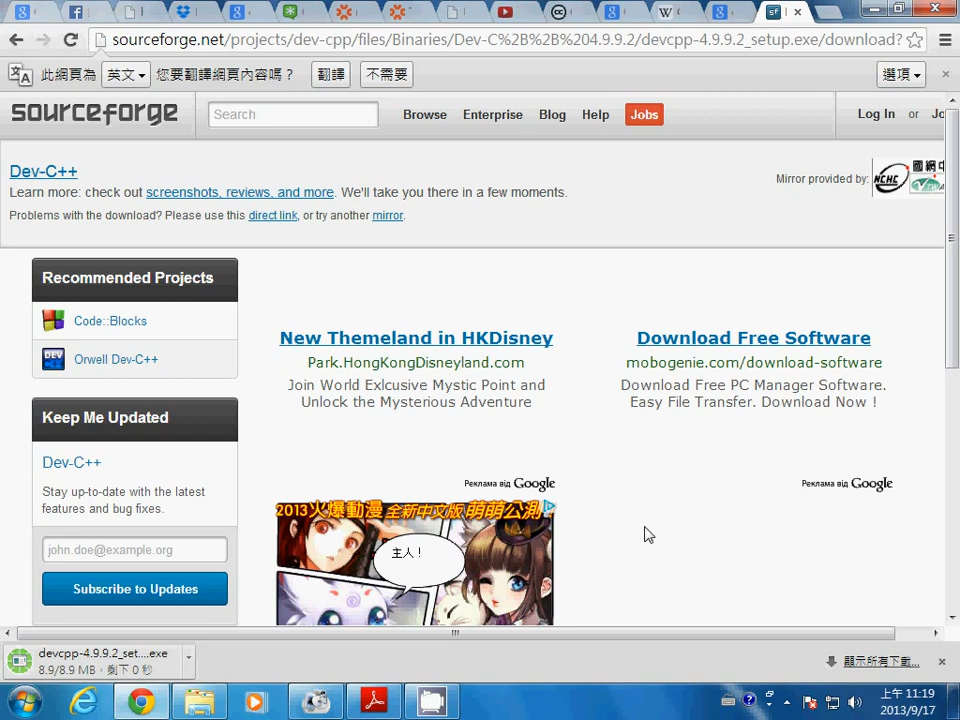 sourceforge.net/projects/dev-cpp/files/Binaries/Dev-C%2B%2B%204.9.9.2/devcpp-4.9.9.2_setup.exe/download?
此網頁為 英文 您要翻譯網頁內容嗎？ 翻譯 不需要 選項
sourceforge Search Browse Enterprise Blog Help Jobs Log In or Jo
Dev-C++
Learn more: check out screenshots, reviews, and more. We'll take you there in a few moments.
Mirror provided by: NCHC 國網中
Problems with the download? Please use this direct link, or try another mirror.
Recommended Projects
Code::Blocks
Orwell Dev-C++
Keep Me Updated
Dev-C++
Stay up-to-date with the latest
features and bug fixes.
john.doe@example.org
Subscribe to Updates
New Themeland in HKDisney
Park.HongKongDisneyland.com
Join World Exlcusive Mystic Point and
Unlock the Mysterious Adventure
Download Free Software
mobogenie.com/download-software
Download Free PC Manager Software.
Easy File Transfer. Download Now !
Реклама від Google
Реклама від Google
2013火爆動漫 全新中文版 萌萌公測
主人！
devcpp-4.9.9.2_set....exe
8.9/8.9 MB，剩下 0 秒
顯示所有下載...
上午 11:19
2013/9/17